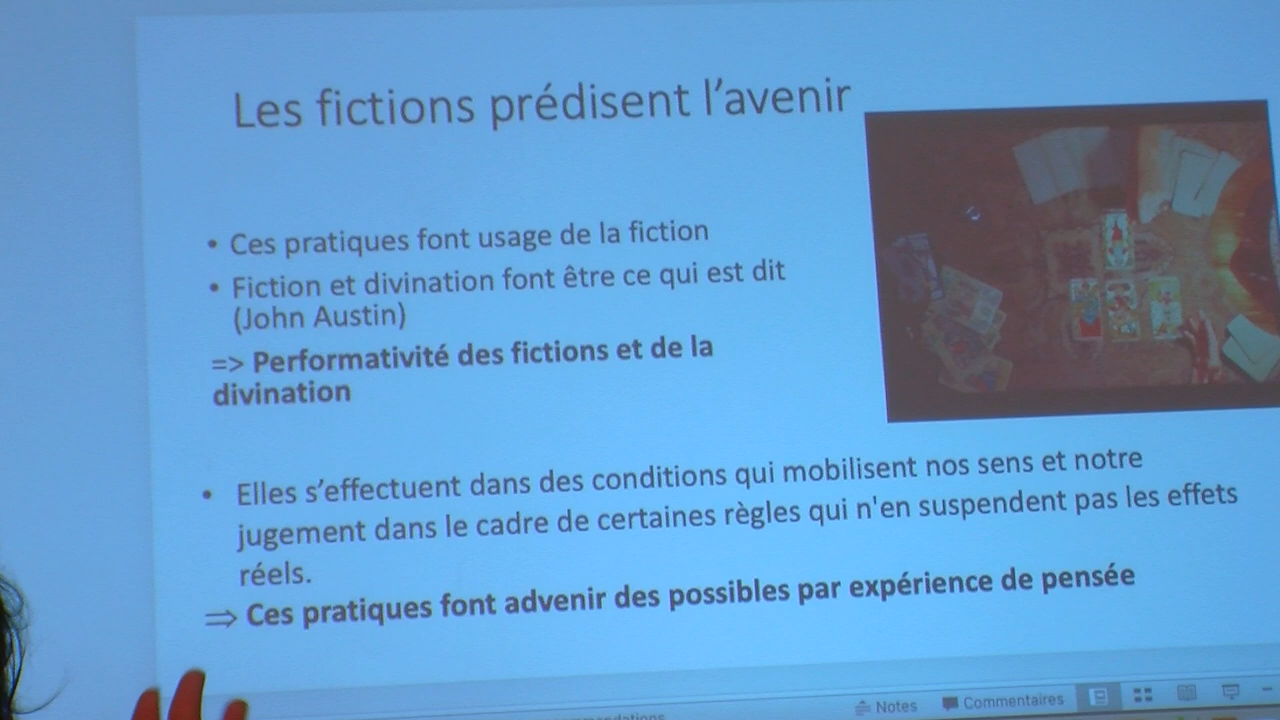 Les fictions prédisent l'avenir
• Ces pratiques font usage de la fiction
• Fiction et divination font être ce qui est dit
(John Austin)
=> Performativité des fictions et de la
divination
• Elles s'effectuent dans des conditions qui mobilisent nos sens et notre
jugement dans le cadre de certaines règles qui n'en suspendent pas les effets
réels.
⇒ Ces pratiques font advenir des possibles par expérience de pensée
Notes Commentaires